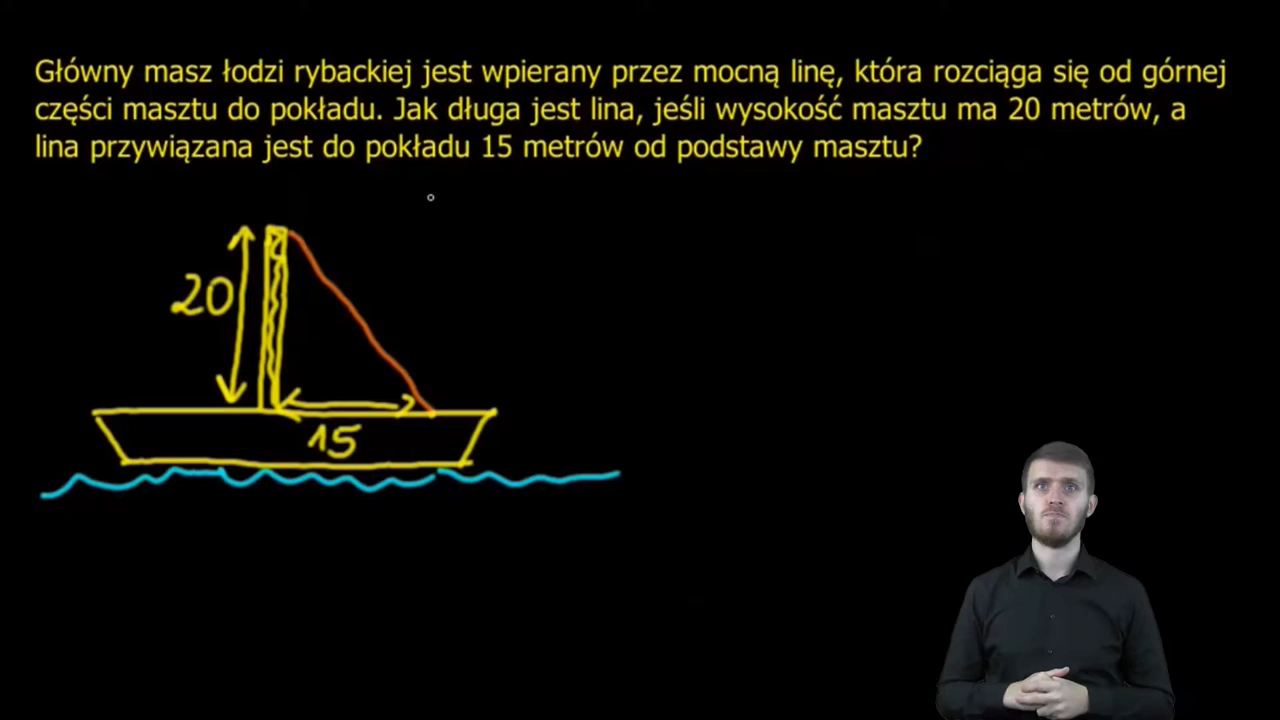 Główny masz łodzi rybackiej jest wpierany przez mocną linę, która rozciąga się od górnej
części masztu do pokładu. Jak długa jest lina, jeśli wysokość masztu ma 20 metrów, a
lina przywiązana jest do pokładu 15 metrów od podstawy masztu?
20
15